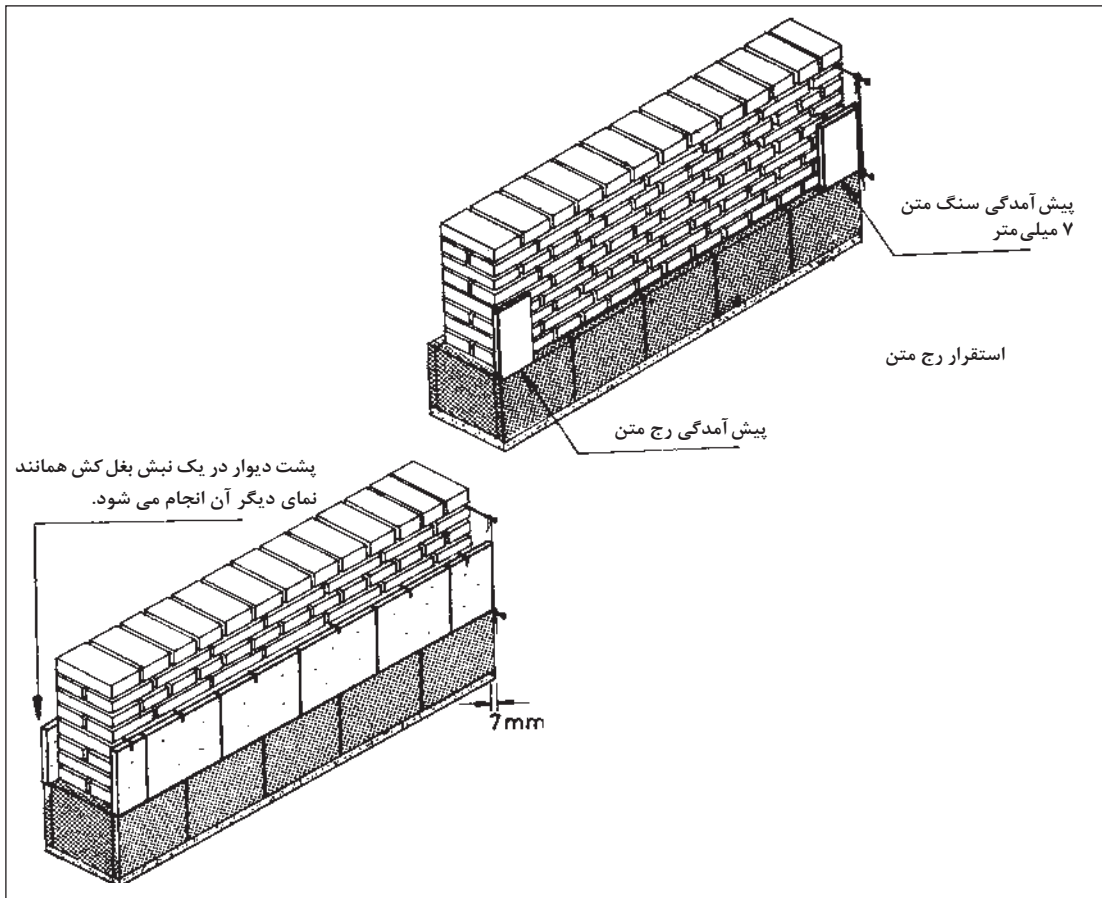 پیش‌آمدگی سنگ متن
۷ میلی‌متر
استقرار رج متن
پیش‌آمدگی رج متن
پشت دیوار در یک نبش بغل‌کش همانند
نمای دیگر آن انجام می شود.
7mm